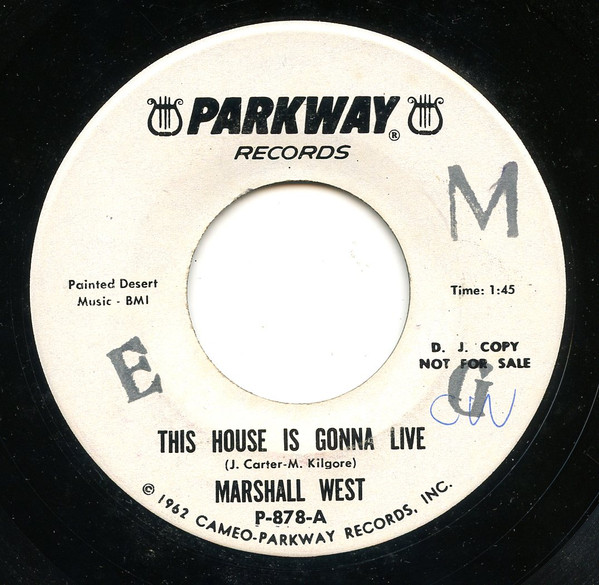 PARKWAY®
RECORDS
M
Painted Desert
Music - BMI
Time: 1:45
D. J. COPY
NOT FOR SALE
E
G
CW
THIS HOUSE IS GONNA LIVE
(J. Carter-M. Kilgore)
MARSHALL WEST
P-878-A
© 1962 CAMEO-PARKWAY RECORDS, INC.